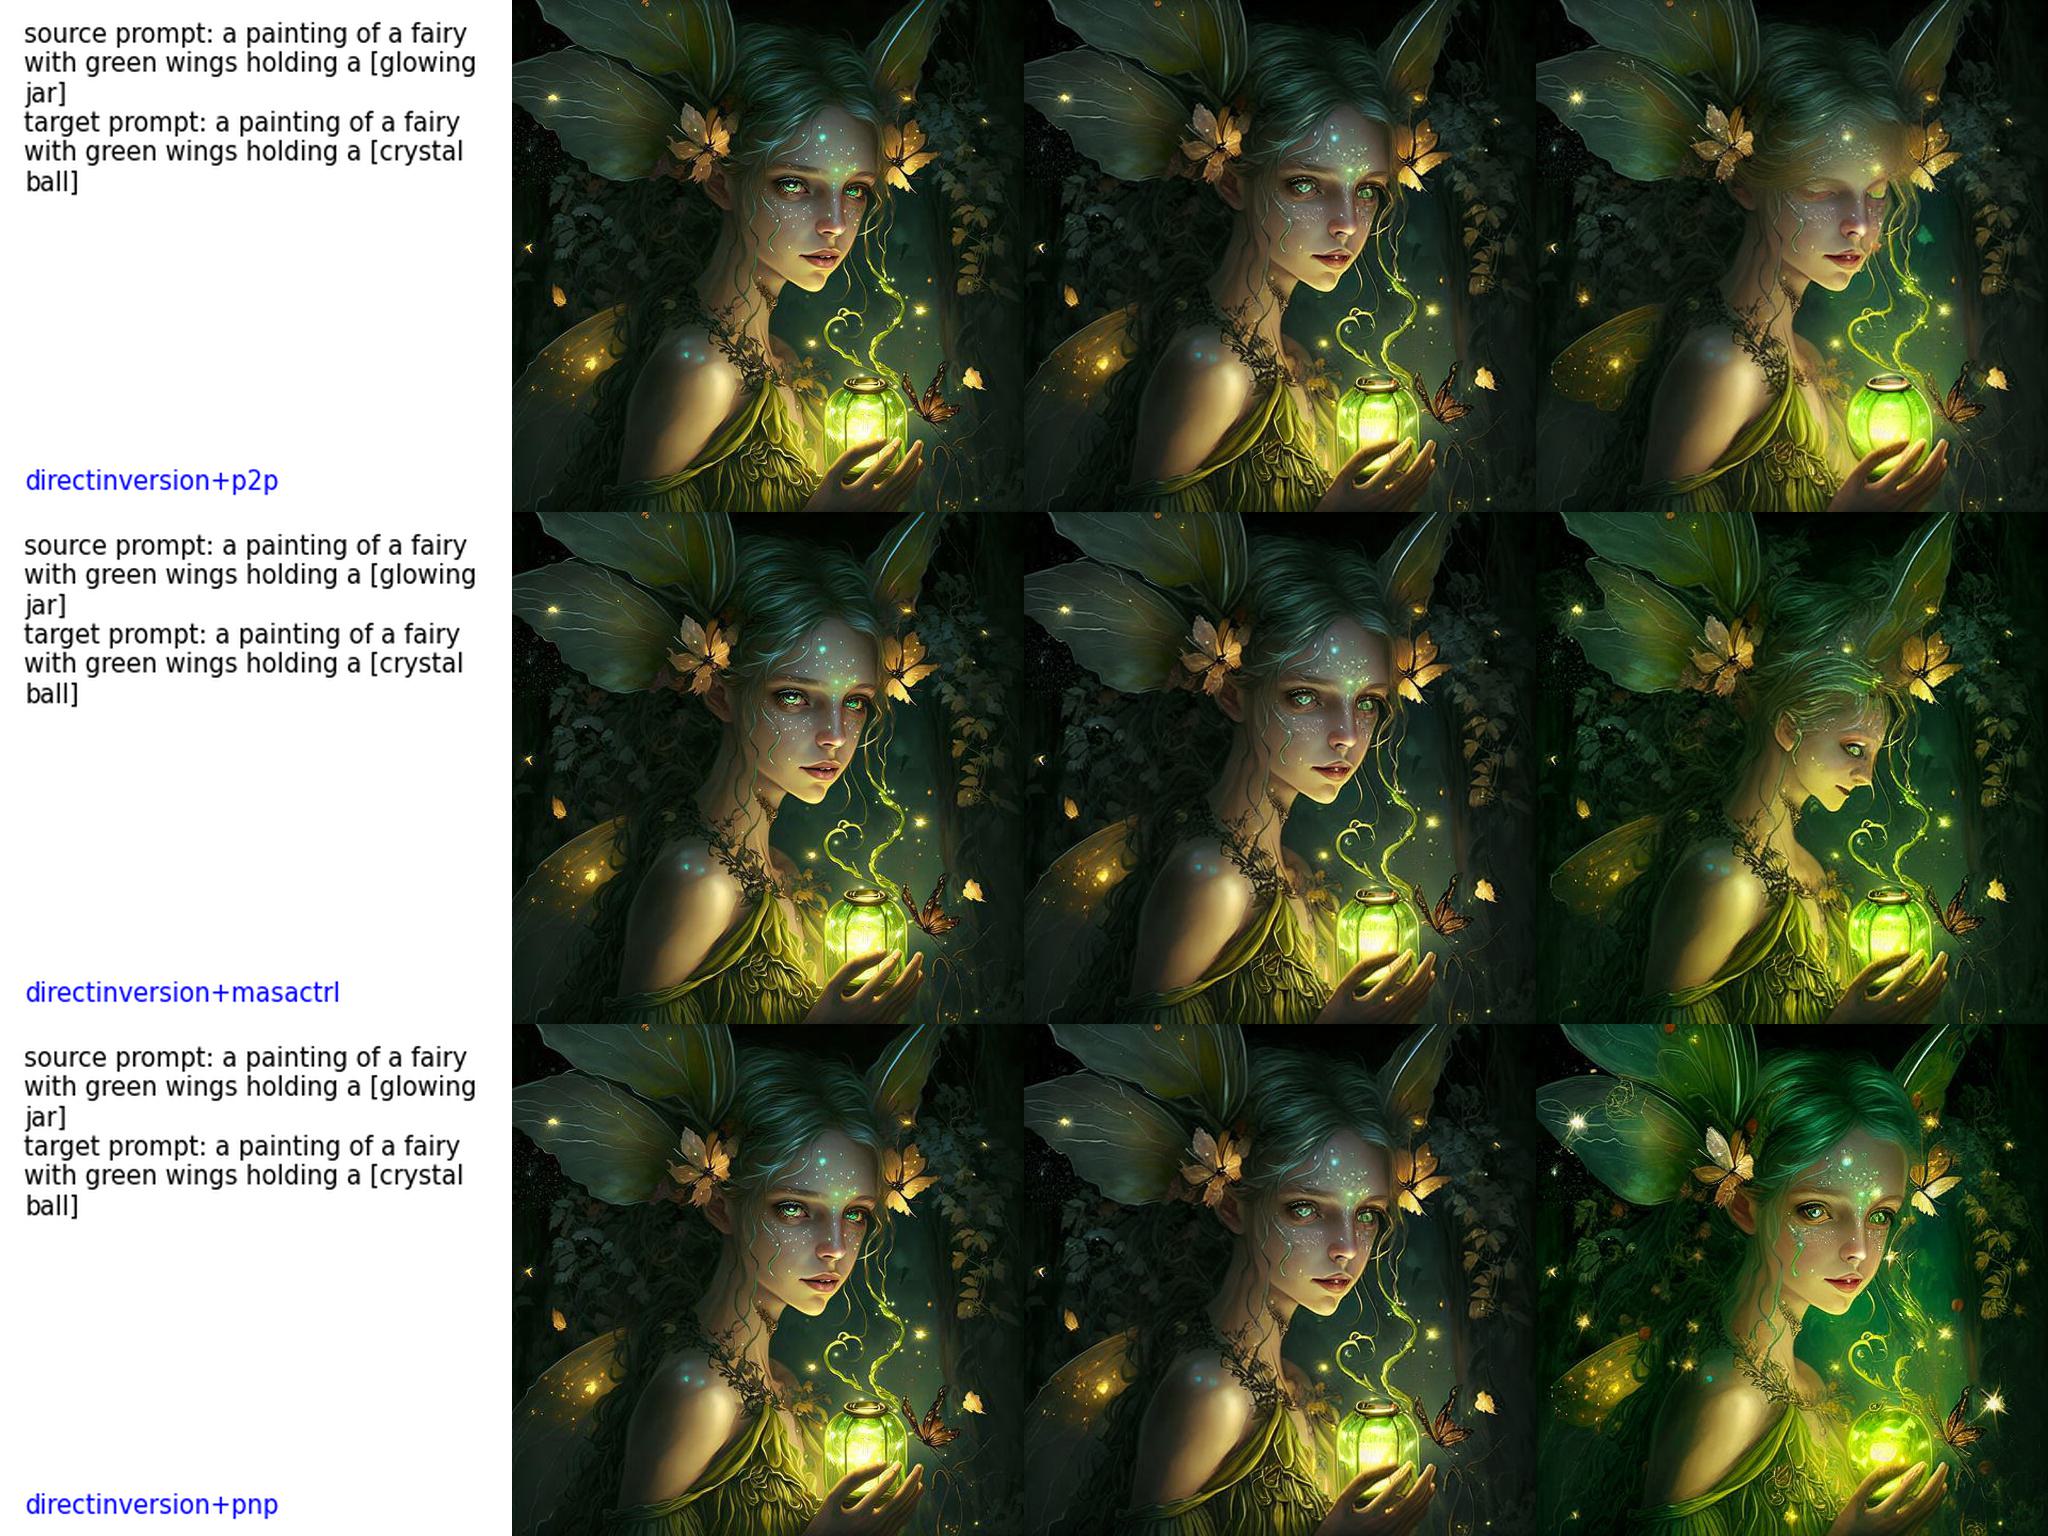 source prompt: a painting of a fairy
with green wings holding a [glowing
jar]
target prompt: a painting of a fairy
with green wings holding a [crystal
ball]
directinversion+p2p
source prompt: a painting of a fairy
with green wings holding a [glowing
jar]
target prompt: a painting of a fairy
with green wings holding a [crystal
ball]
directinversion+masactrl
source prompt: a painting of a fairy
with green wings holding a [glowing
jar]
target prompt: a painting of a fairy
with green wings holding a [crystal
ball]
directinversion+pnp